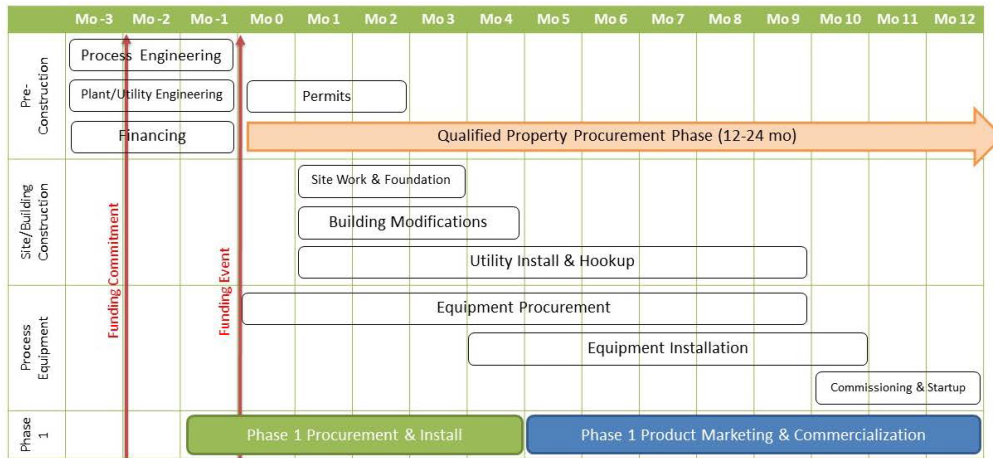 Mo -3 Mo -2 Mo -1 Mo 0 Mo 1 Mo 2 Mo 3 Mo 4 Mo 5 Mo 6 Mo 7 Mo 8 Mo 9 Mo 10 Mo 11 Mo 12
Pre-
Construction
Process Engineering
Plant/Utility Engineering
Permits
Financing
Qualified Property Procurement Phase (12-24 mo)
Site/Building
Construction
Site Work & Foundation
Building Modifications
Utility Install & Hookup
Funding Commitment
Funding Event
Process
Equipment
Equipment Procurement
Equipment Installation
Commissioning & Startup
Phase
1
Phase 1 Procurement & Install
Phase 1 Product Marketing & Commercialization